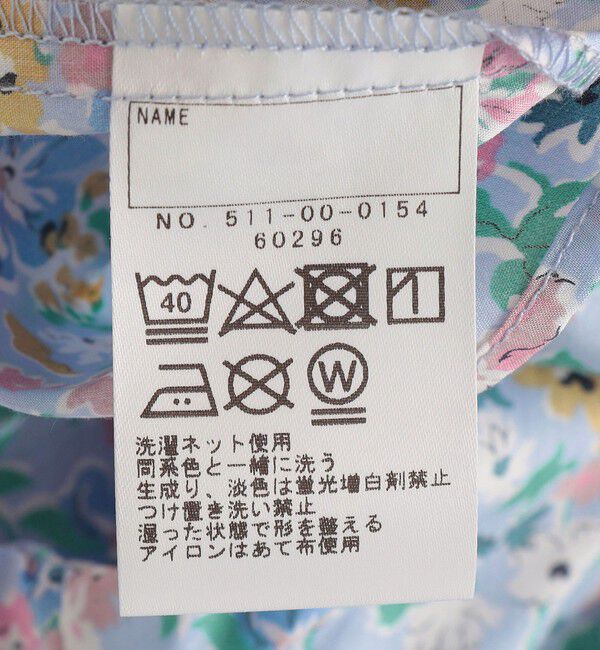 NAME
NO. 511-00-0154
60296
40
W
洗濯ネット使用
同系色と一緒に洗う
生成り、淡色は蛍光増白剤禁止
つけ置き洗い禁止
湿った状態で形を整える
アイロンはあて布使用